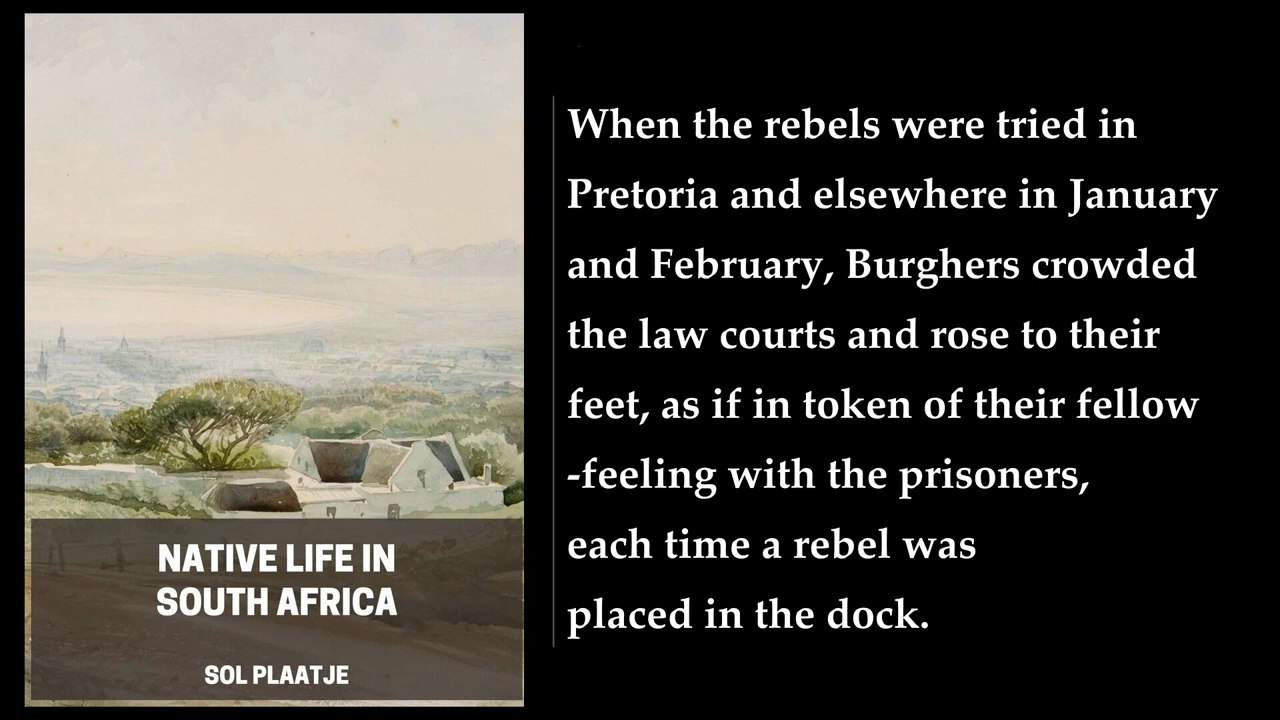 NATIVE LIFE IN
SOUTH AFRICA
SOL PLAATJE
When the rebels were tried in
Pretoria and elsewhere in January
and February, Burghers crowded
the law courts and rose to their
feet, as if in token of their fellow
-feeling with the prisoners,
each time a rebel was
placed in the dock.